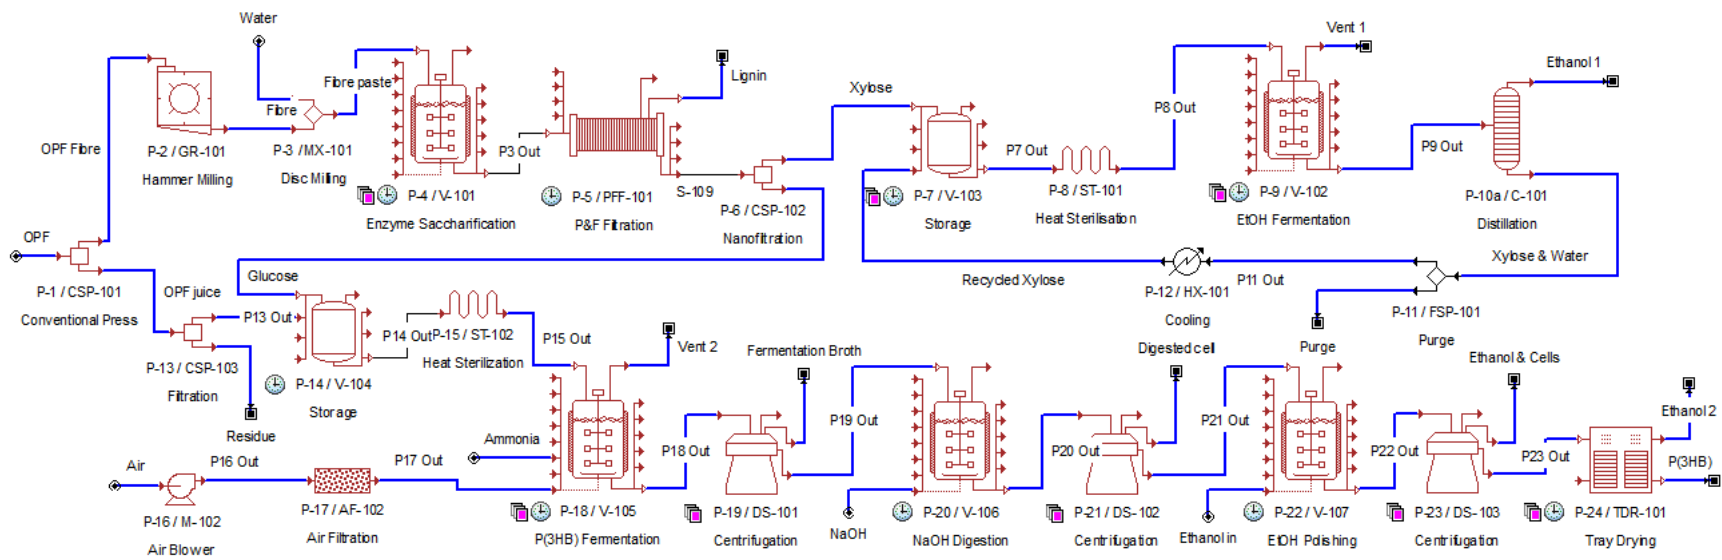 Water
Vent 1
Ethanol 1
Lignin
Xylose
Fibre paste
Fibre
P8 Out
OPF Fibre
P-2 / GR-101
Hammer Milling
P-3 / MX-101
Disc Milling
P3 Out
P7 Out
P9 Out
P-4 / V-101
Enzyme Saccharification
P-5 / PFF-101
P&F Filtration
S-109
P-6 / CSP-102
Nanofiltration
P-7 / V-103
Storage
P-8 / ST-101
Heat Sterilisation
P-9 / V-102
EtOH Fermentation
P-10a / C-101
Distillation
OPF
P-1 / CSP-101
Conventional Press
OPF juice
Glucose
Recycled Xylose
P-12 / HX-101
Cooling
P11 Out
Xylose & Water
P-11 / FSP-101
Purge
Purge
P13 Out
P-13 / CSP-103
Filtration
Residue
P-14 / V-104
Storage
P14 Out
P-15 / ST-102
Heat Sterilization
P15 Out
Vent 2
Fermentation Broth
Digested cell
Ethanol & Cells
Ethanol 2
P(3HB)
Ammonia
Air
P16 Out
P17 Out
P18 Out
P19 Out
P20 Out
P21 Out
P22 Out
P23 Out
P-16 / M-102
Air Blower
P-17 / AF-102
Air Filtration
P-18 / V-105
P(3HB) Fermentation
P-19 / DS-101
Centrifugation
NaOH
P-20 / V-106
NaOH Digestion
P-21 / DS-102
Centrifugation
Ethanol in
P-22 / V-107
EtOH Polishing
P-23 / DS-103
Centrifugation
P-24 / TDR-101
Tray Drying